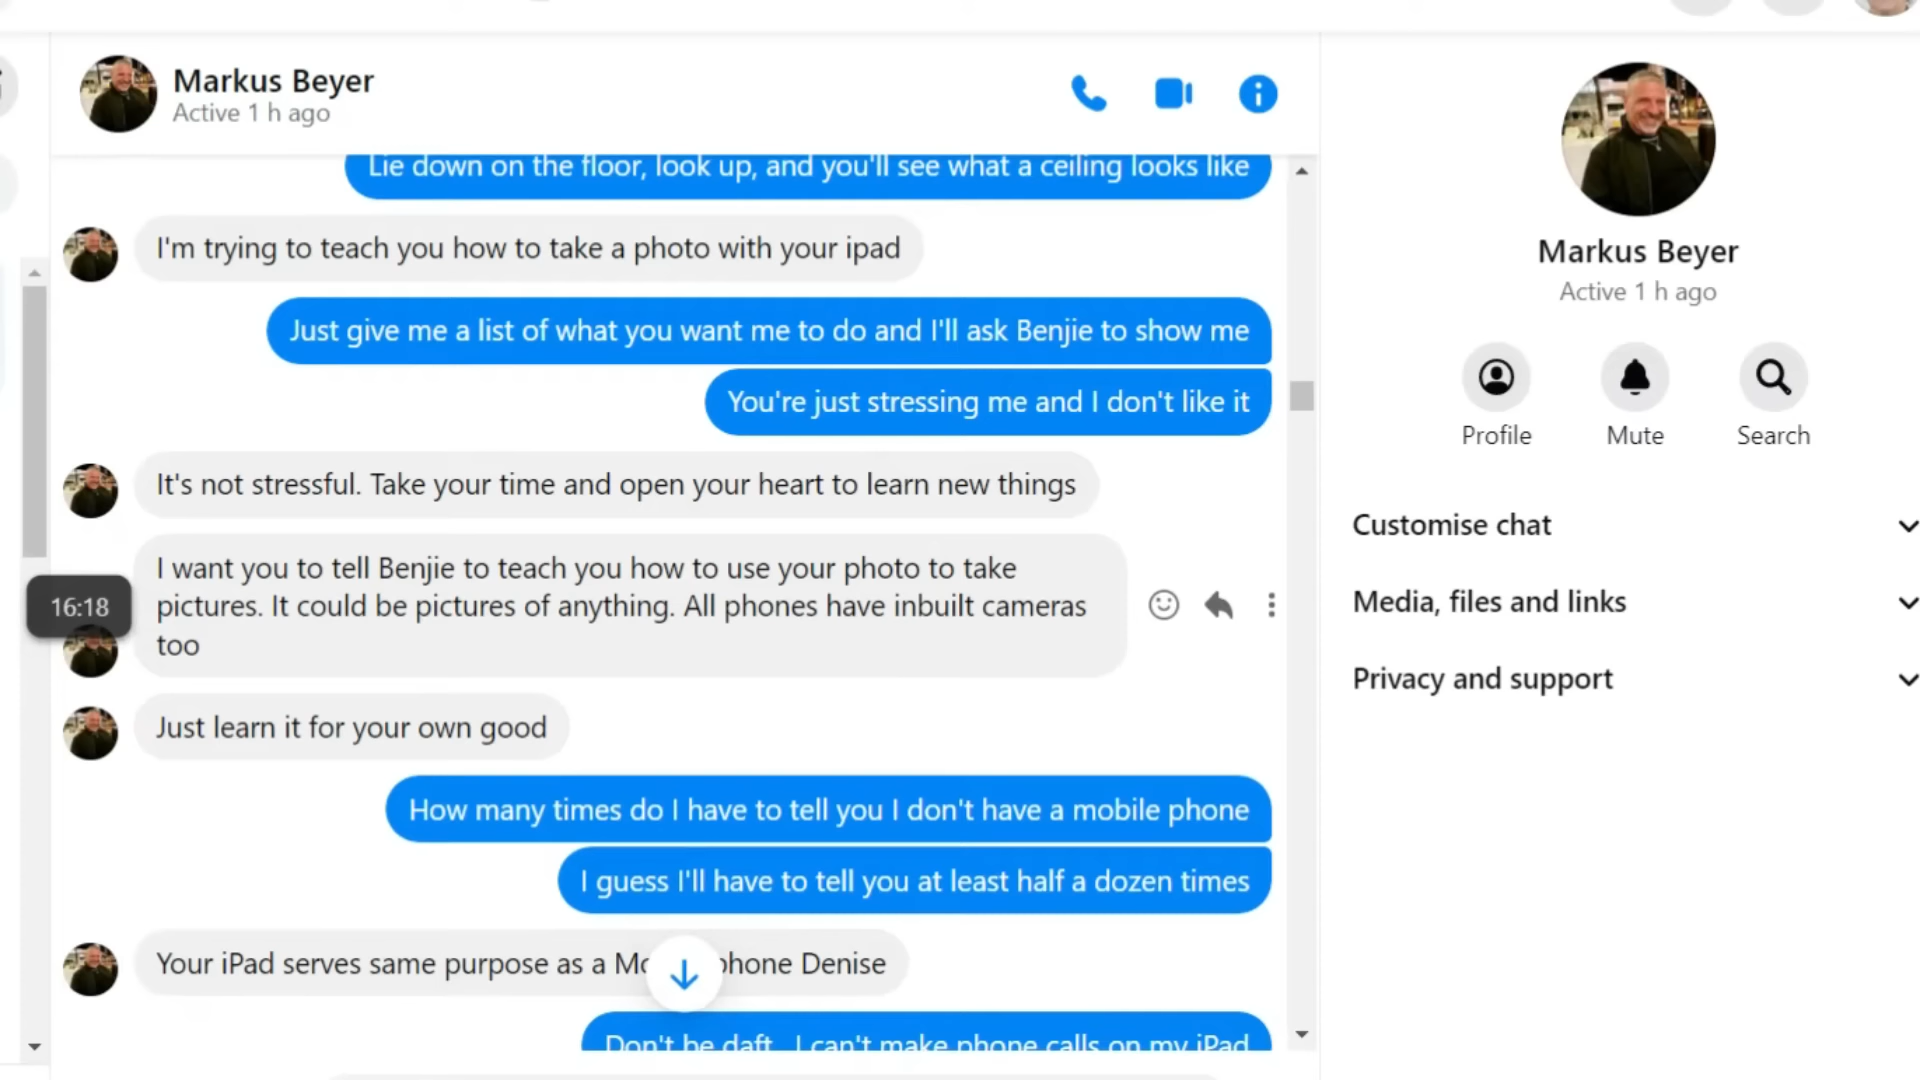 Markus Beyer
Active 1 h ago
Lie down on the floor, look up, and you'll see what a ceiling looks like
I'm trying to teach you how to take a photo with your ipad
Just give me a list of what you want me to do and I'll ask Benjie to show me
You're just stressing me and I don't like it
It's not stressful. Take your time and open your heart to learn new things
I want you to tell Benjie to teach you how to use your photo to take
pictures. It could be pictures of anything. All phones have inbuilt cameras
too
16:18
Just learn it for your own good
How many times do I have to tell you I don't have a mobile phone
I guess I'll have to tell you at least half a dozen times
Your iPad serves same purpose as a phone Denise
Don't be daft. I can't make phone calls on my iPad
Markus Beyer
Active 1 h ago
Profile
Mute
Search
Customise chat
Media, files and links
Privacy and support